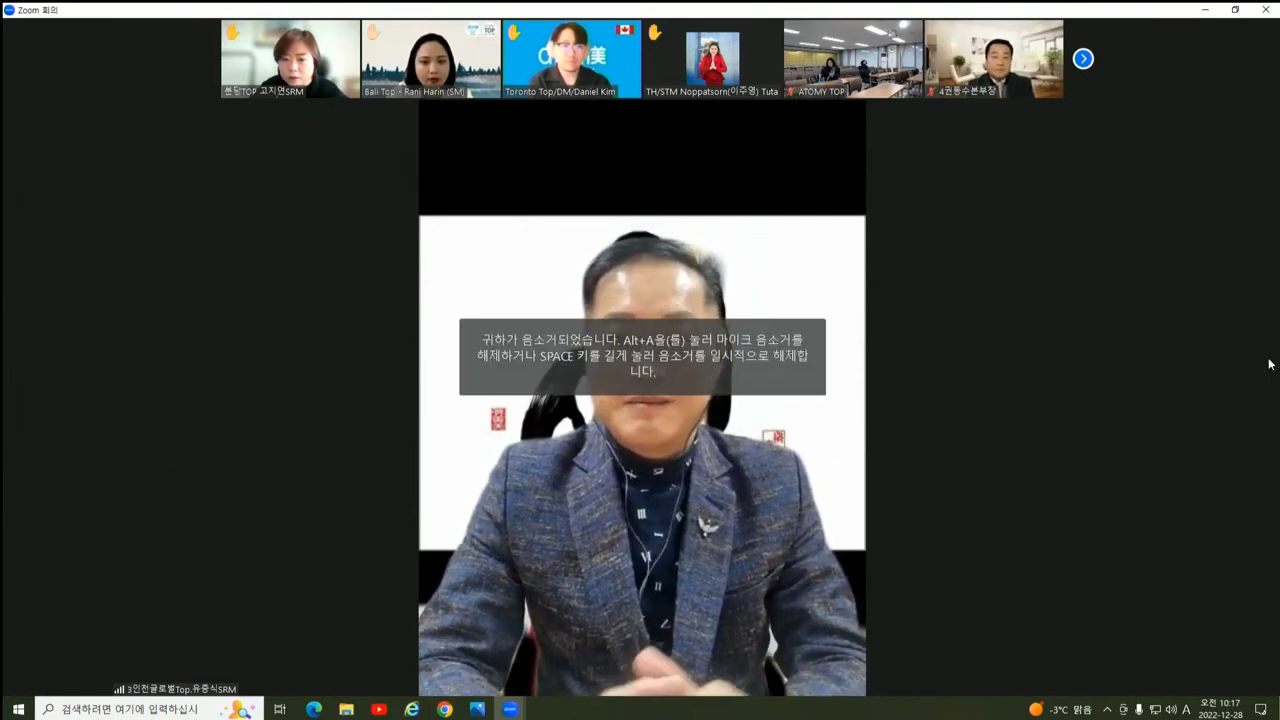 Zoom 회의
TOP
분당TOP 고지연SRM
Bali Top - Rani Harin (SM)
Toronto Top/DM/Daniel Kim
TH/STM Noppatsorn(이주영) Tuta
ATOMY TOP
4권동수본부장
귀하가 음소거되었습니다. Alt+A을(를) 눌러 마이크 음소거를
해제하거나 SPACE 키를 길게 눌러 음소거를 일시적으로 해제합
니다.
3인전글로벌Top.유중식SRM
검색하려면 여기에 입력하십시
zoom
-3°C 맑음
A
오전 10:17
2022-12-28